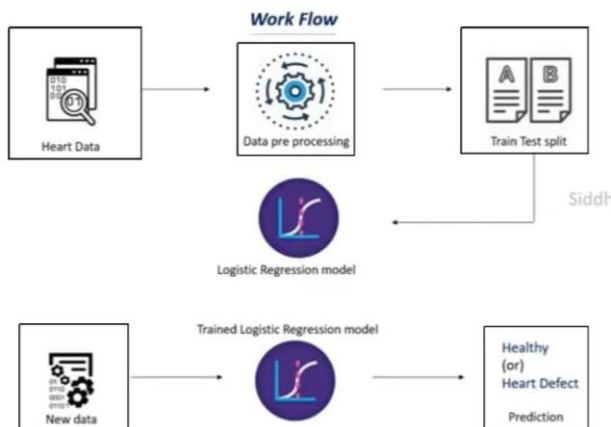 Work Flow
Heart Data
Data pre processing
A B
Train Test split
Siddh
Logistic Regression model
Trained Logistic Regression model
New data
Healthy
(or)
Heart Defect
Prediction